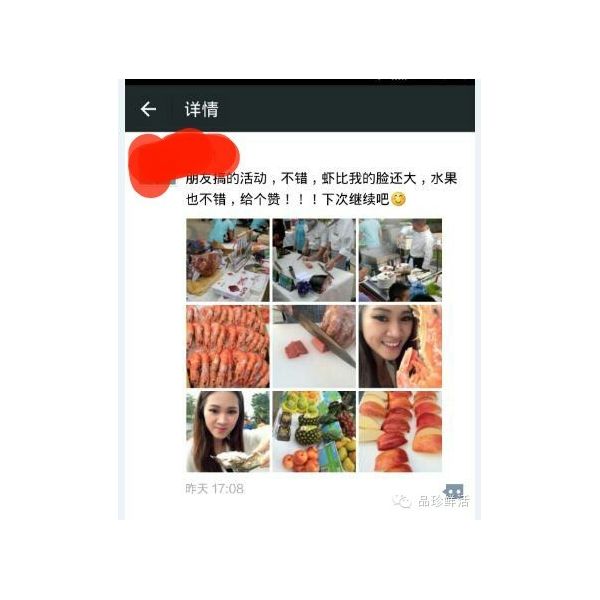 详情
朋友搞的活动，不错，虾比我的脸还大，水果
也不错，给个赞！！！下次继续吧😋
昨天 17:08
品珍鲜活